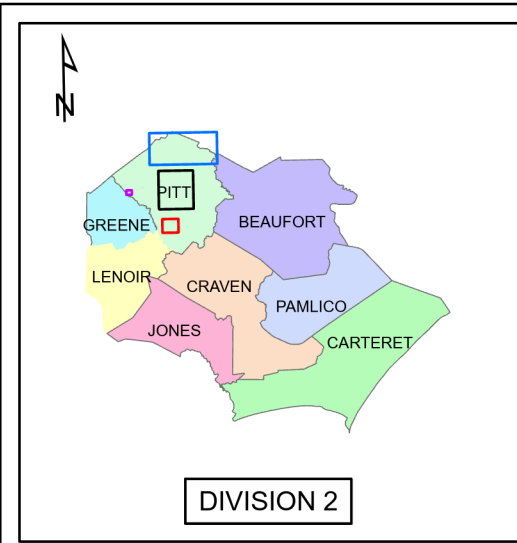 N
PITT
GREENE
BEAUFORT
LENOIR
CRAVEN
PAMLICO
JONES
CARTERET
DIVISION 2